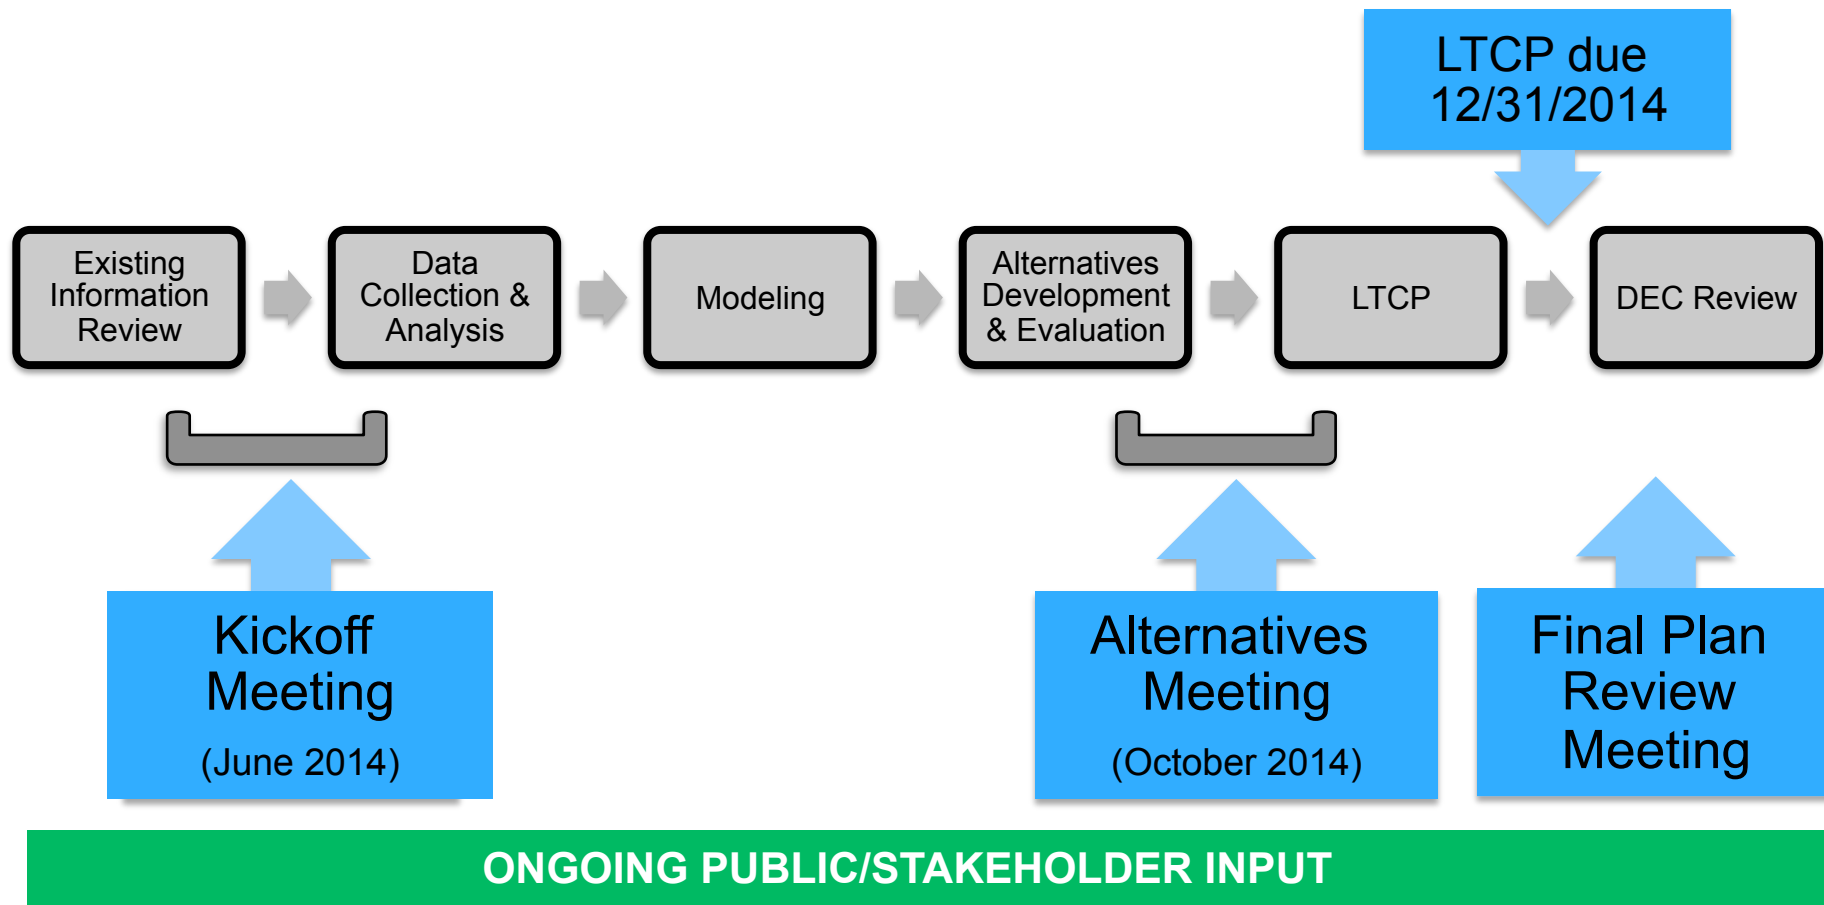 LTCP due
12/31/2014
Existing
Information
Review
Data
Collection &
Analysis
Modeling
Alternatives
Development
& Evaluation
LTCP
DEC Review
Kickoff
Meeting
(June 2014)
Alternatives
Meeting
(October 2014)
Final Plan
Review
Meeting
ONGOING PUBLIC/STAKEHOLDER INPUT